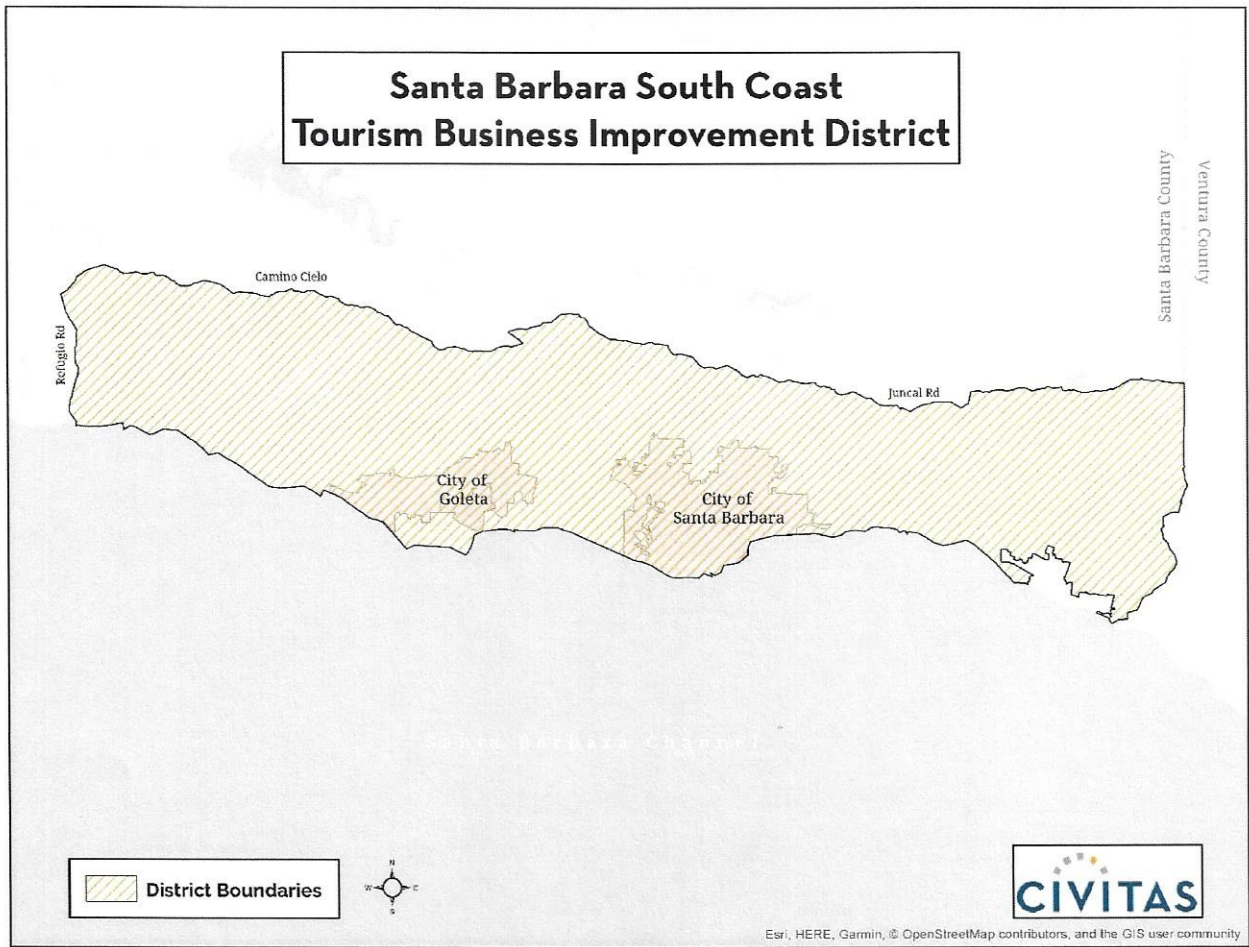 Santa Barbara South Coast
Tourism Business Improvement District
Santa Barbara County
Ventura County
Camino Cielo
Refugio Rd
Juncal Rd
City of
Goleta
City of
Santa Barbara
Santa Barbara Channel
District Boundaries
N
W
E
S
CIVITAS
Esri, HERE, Garmin, © OpenStreetMap contributors, and the GIS user community